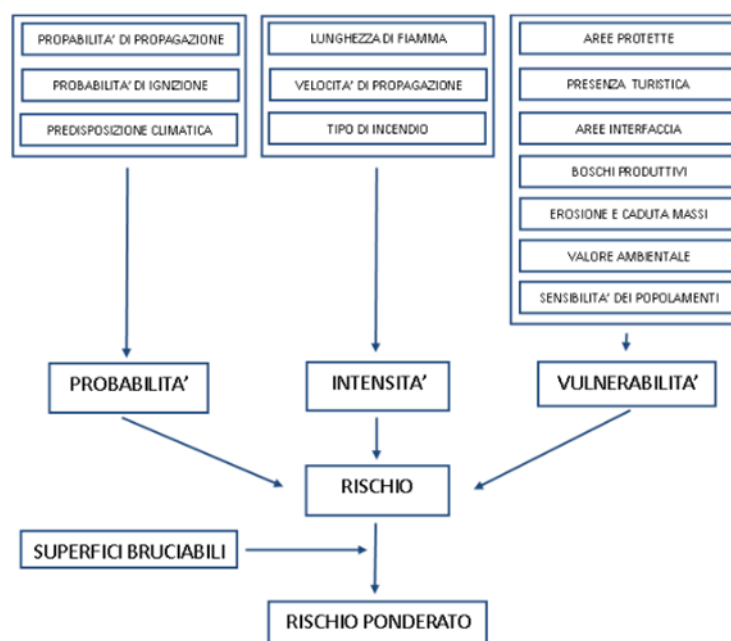 PROPABILITA' DI PROPAGAZIONE
PROBABILITA' DI IGNIZIONE
PREDISPOSIZIONE CLIMATICA
LUNGHEZZA DI FIAMMA
VELOCITA' DI PROPAGAZIONE
TIPO DI INCENDIO
AREE PROTETTE
PRESENZA TURISTICA
AREE INTERFACCIA
BOSCHI PRODUTTIVI
EROSIONE E CADUTA MASSI
VALORE AMBIENTALE
SENSIBILITA' DEI POPOLAMENTI
PROBABILITA'
INTENSITA'
VULNERABILITA'
RISCHIO
SUPERFICI BRUCIABILI
RISCHIO PONDERATO